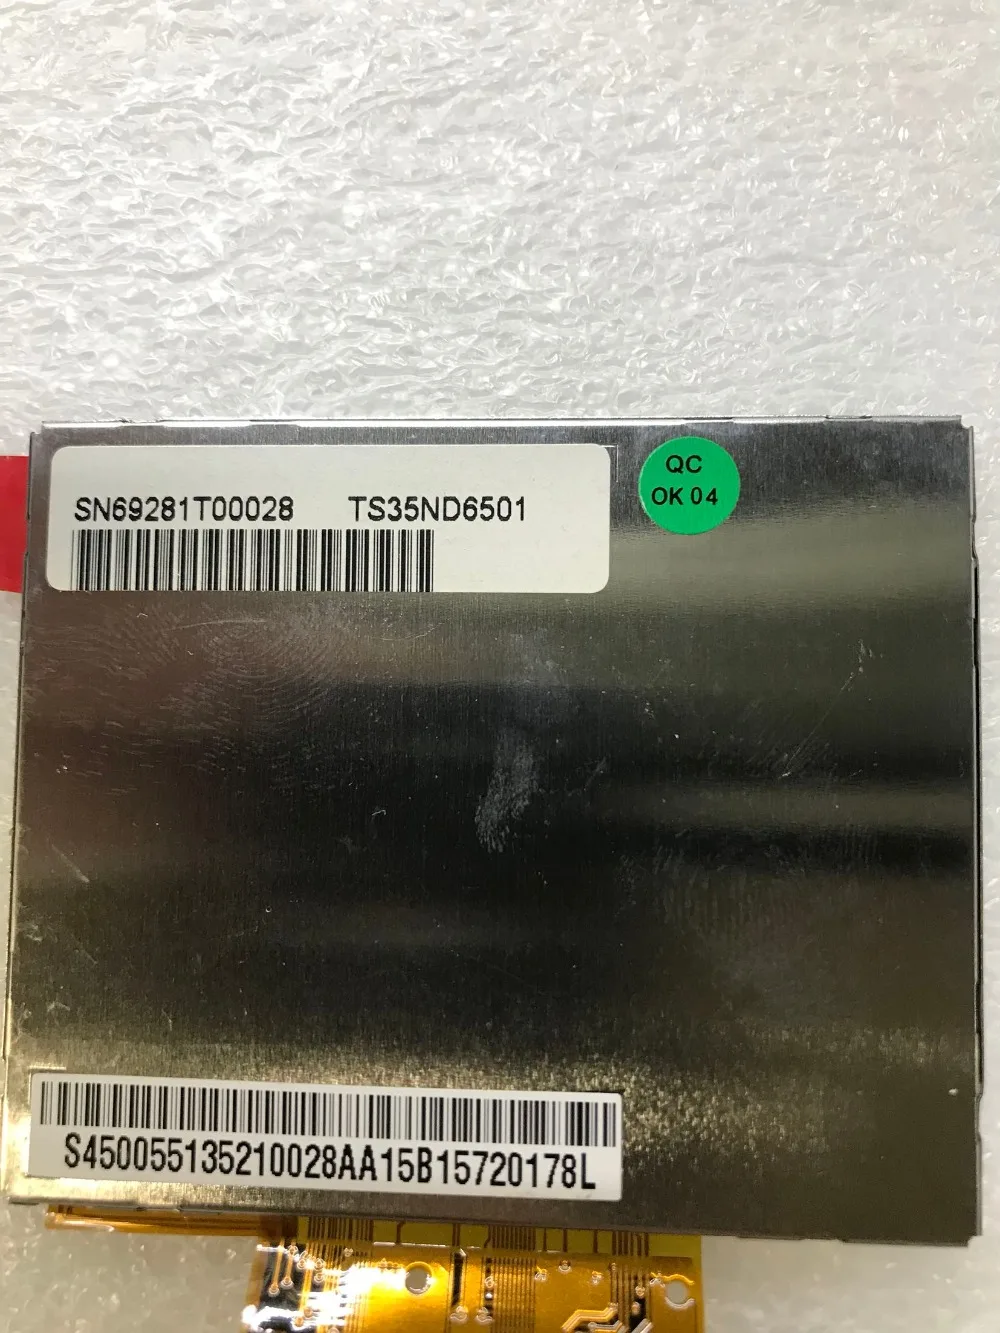 SN69281T00028 TS35ND6501
QC
OK 04
S450055135210028AA15B15720178L